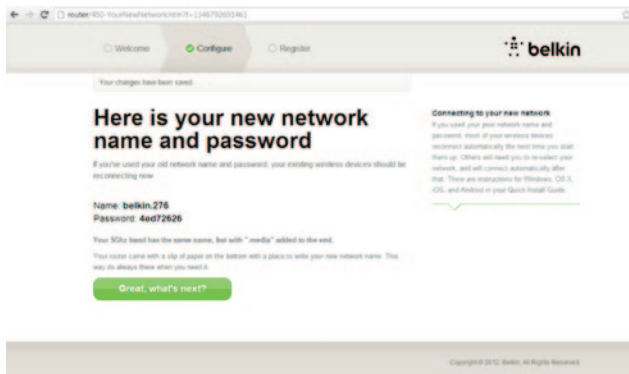 router/450-YourNewNetwork.htm?t=1346792693461
Welcome
Configure
Register
belkin
Your changes have been saved.
Here is your new network
name and password
If you've used your old network name and password, your existing wireless devices should be
reconnecting now.
Name: belkin.276
Password: 4ed72626
Your 5Ghz band has the same name, but with ".media" added to the end.
Your router came with a slip of paper on the bottom with a place to write your new network name. This
way its always there when you need it.
Great, what's next?
Connecting to your new network
If you used your prior network name and
password, most of your wireless devices
reconnect automatically the next time you start
them up. Others will need you to re-select your
network, and will connect automatically after
that. There are instructions for Windows, OS X,
iOS, and Android in your Quick Install Guide.
Copyright © 2012. Belkin, All Rights Reserved.